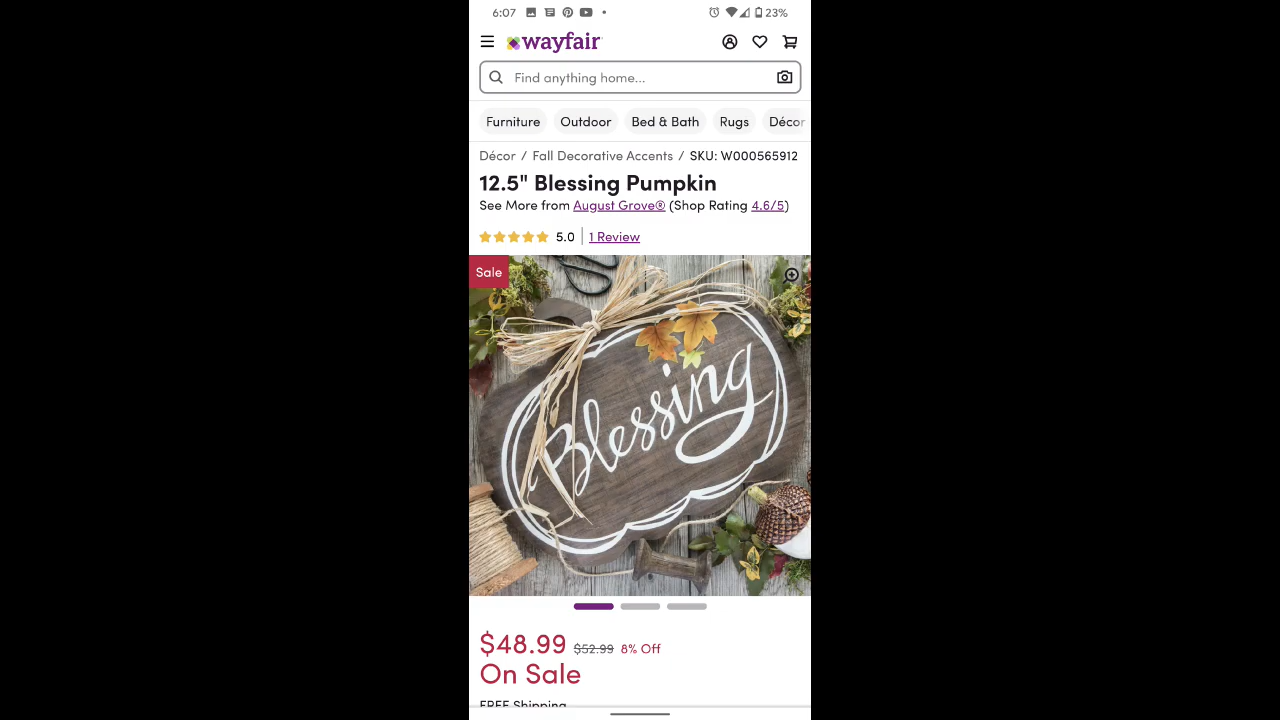 6:07
23%
wayfair
Find anything home...
Furniture Outdoor Bed & Bath Rugs Décor
Décor / Fall Decorative Accents / SKU: W000565912
12.5" Blessing Pumpkin
See More from August Grove® (Shop Rating 4.6/5)
5.0 1 Review
Sale
Blessing
$48.99 $52.99 8% Off
On Sale
FREE Shipping